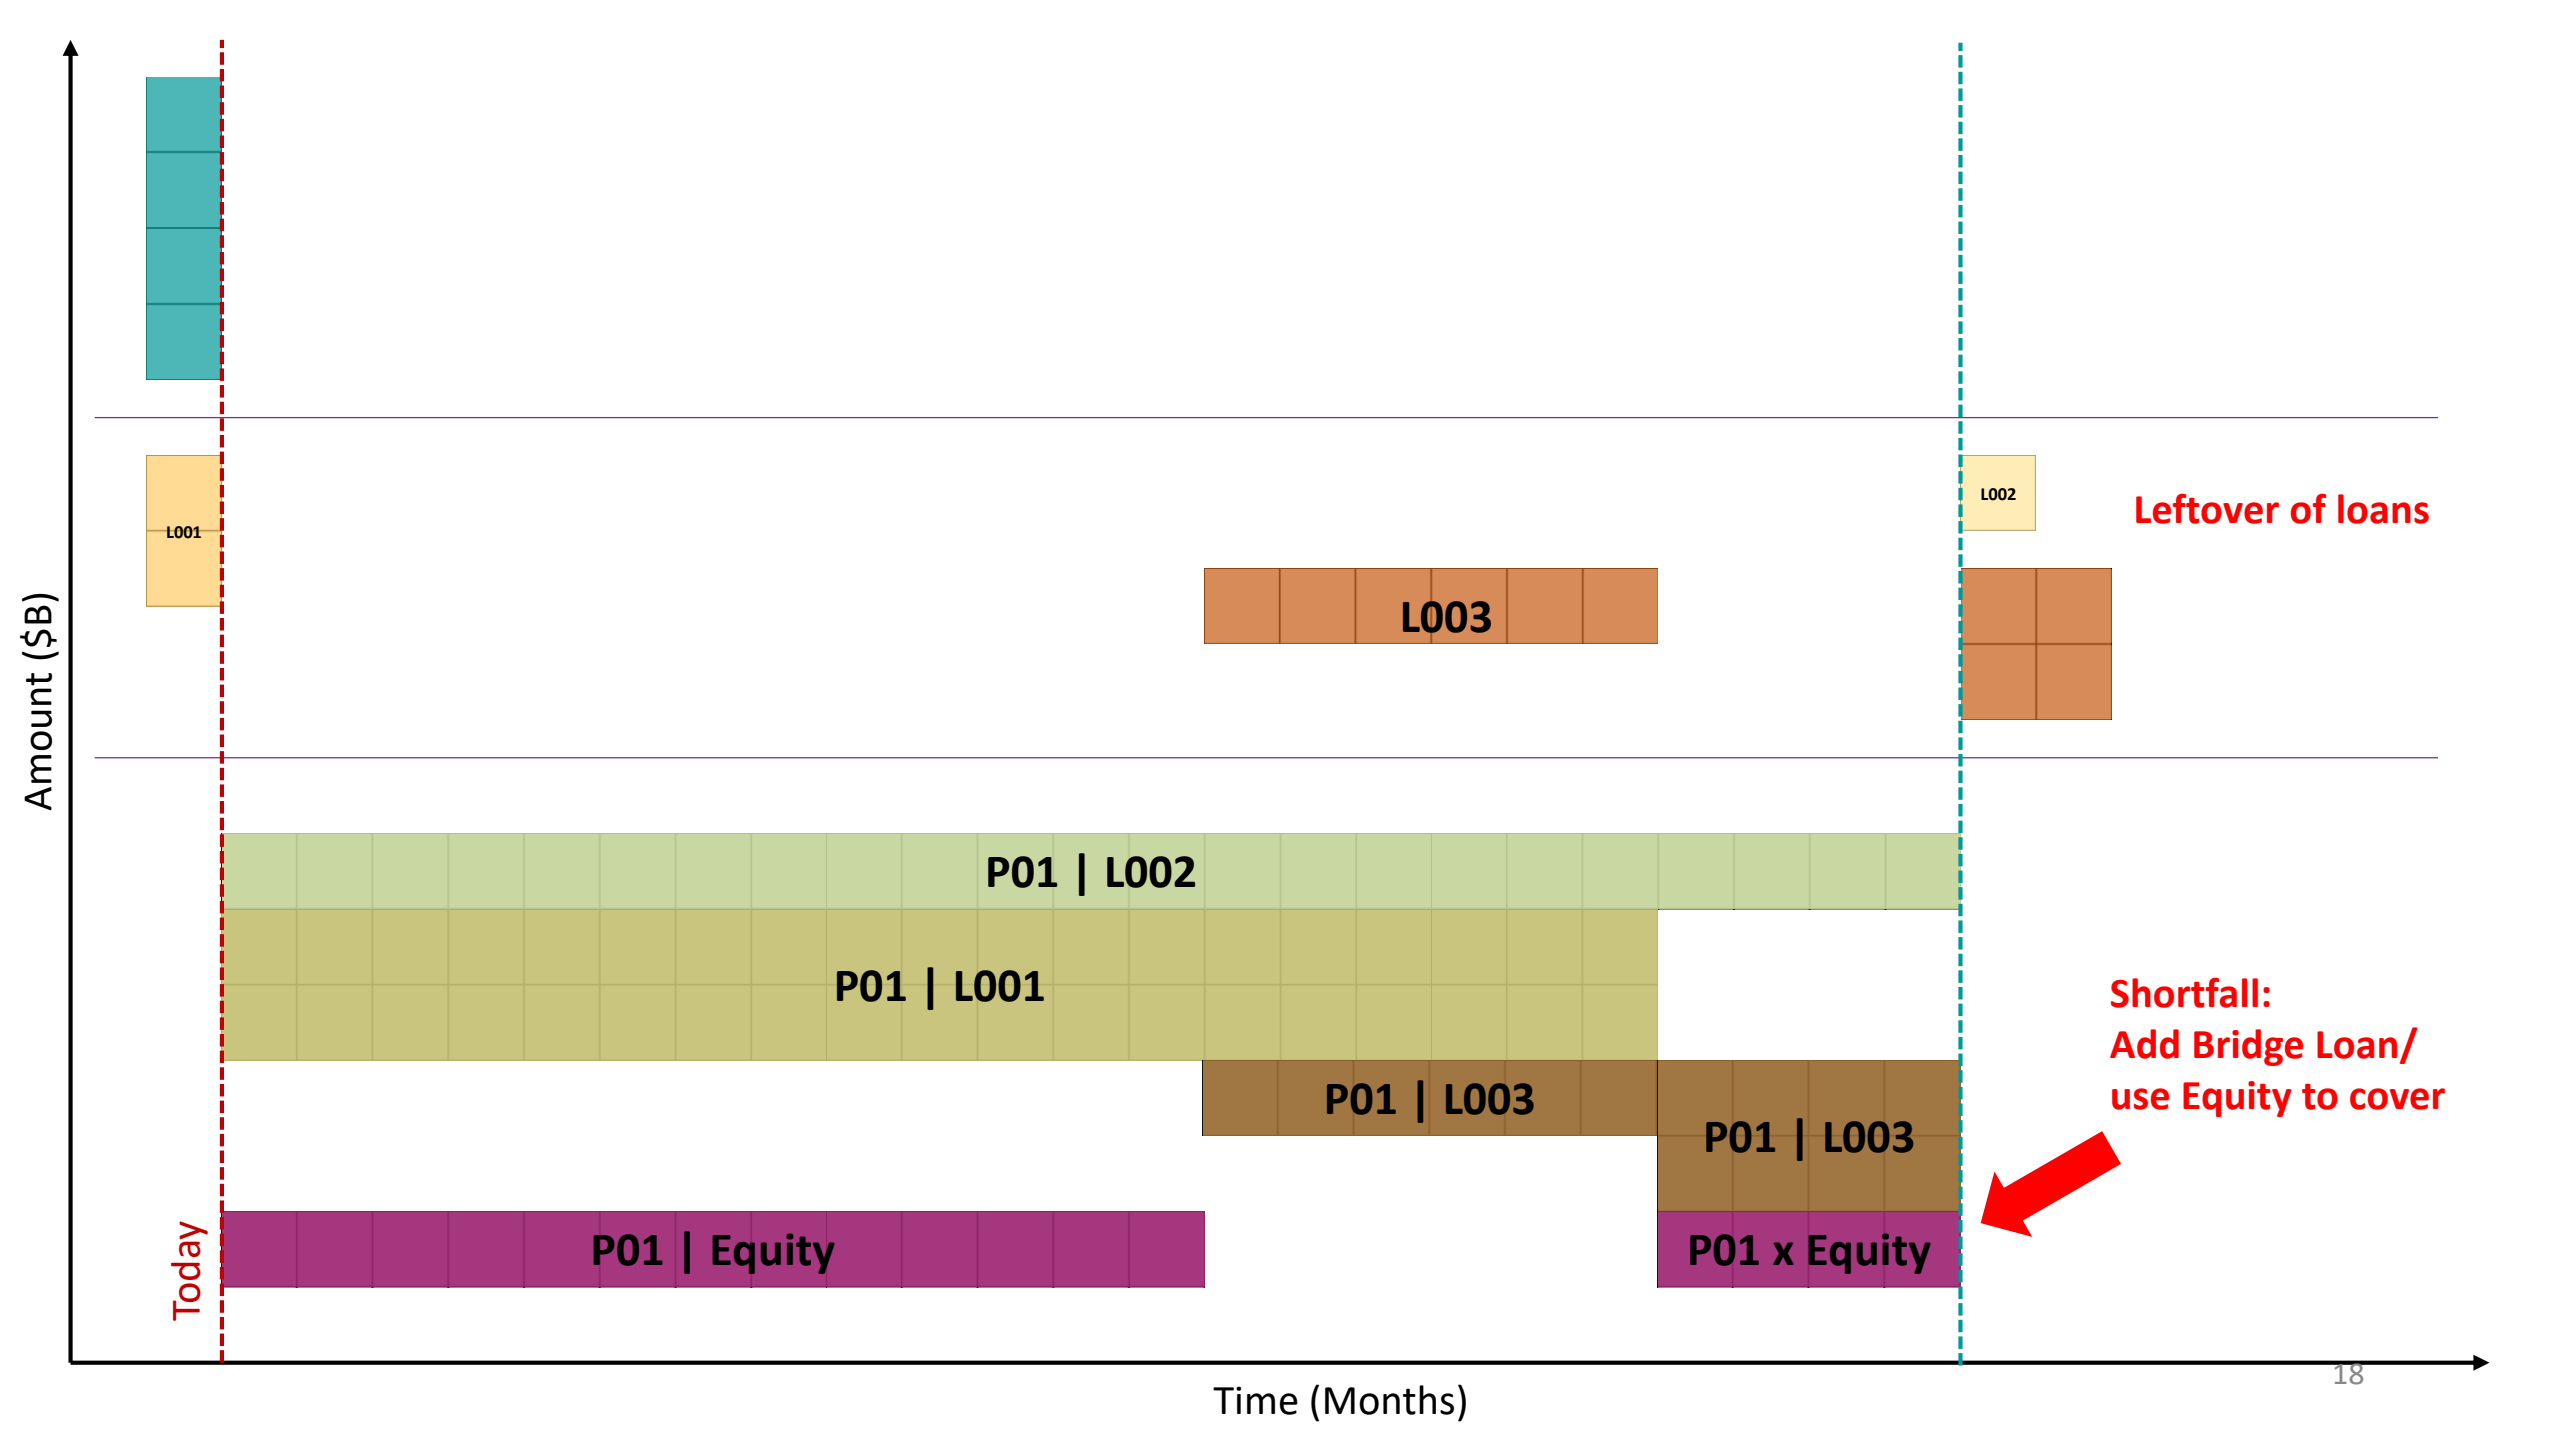 L001
L002
Leftover of loans
L003
Amount ($B)
P01 | L002
P01 | L001
Shortfall:
Add Bridge Loan/
use Equity to cover
P01 | L003
P01 | L003
Today
P01 | Equity
P01 x Equity
18
Time (Months)